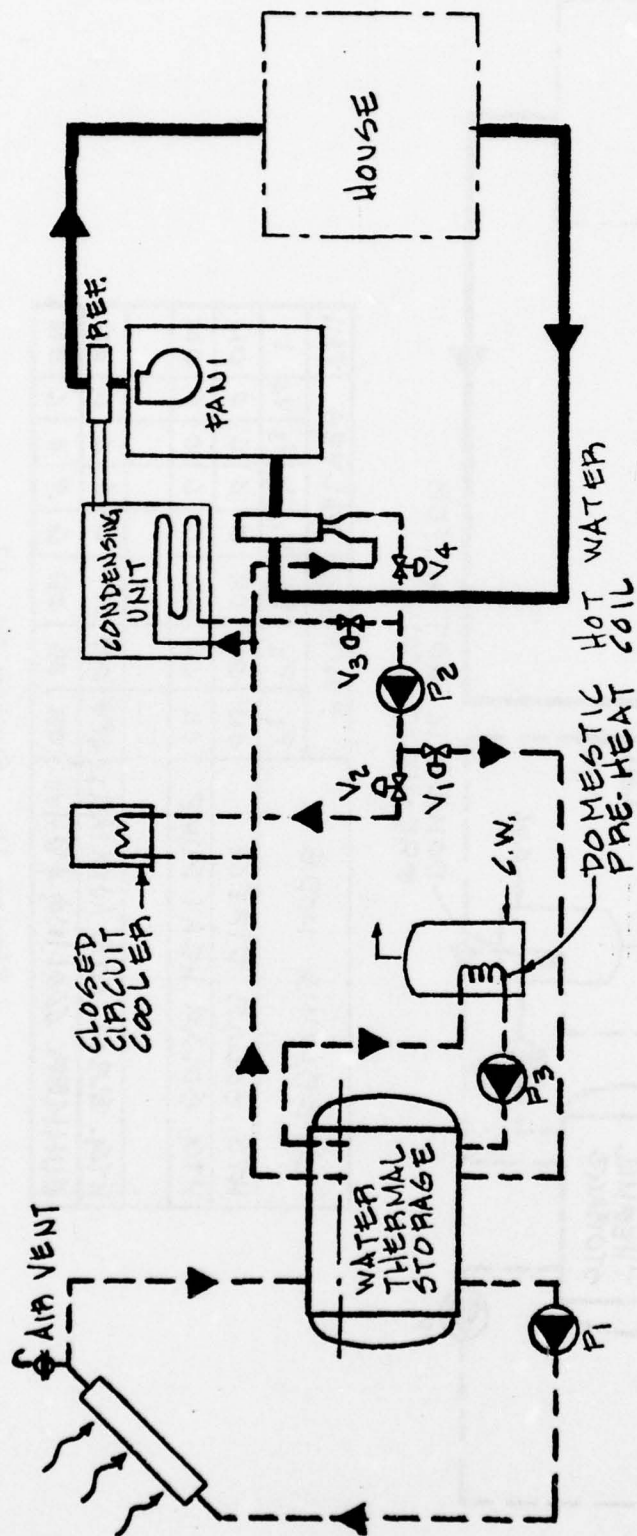 AIR VENT
WATER
THERMAL
STORAGE
P1
P3
CLOSED
CIRCUIT
COOLER
C.W.
DOMESTIC HOT WATER
PRE-HEAT COIL
V1
V2
P2
V3
V4
CONDENSING
UNIT
REF.
FAN1
HOUSE